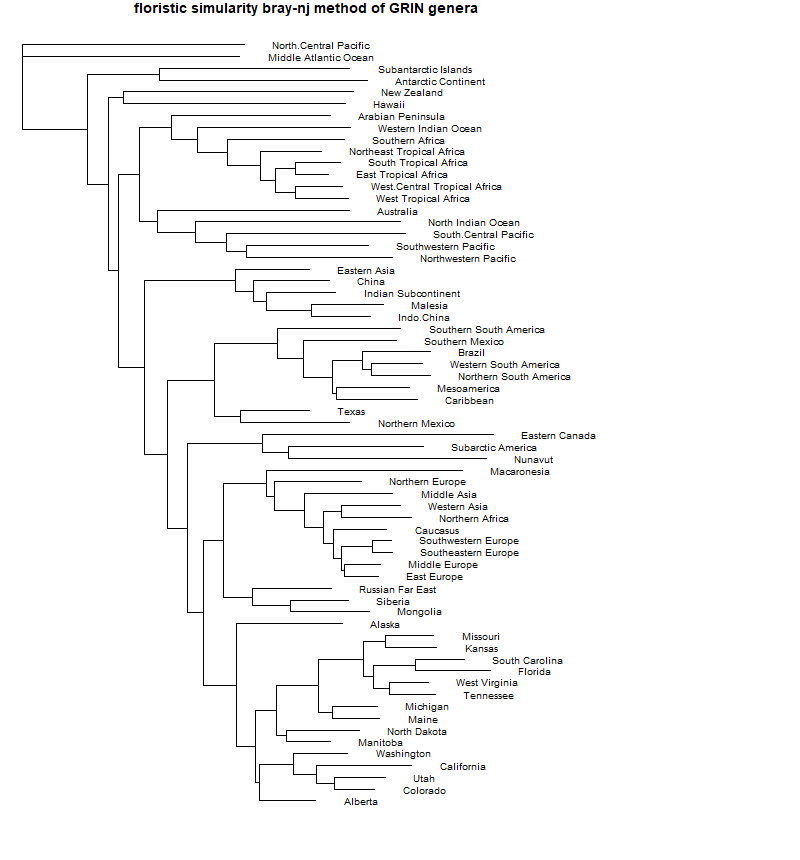 floristic simularity bray-nj method of GRIN genera
North.Central Pacific
Middle Atlantic Ocean
Subantarctic Islands
Antarctic Continent
New Zealand
Hawaii
Arabian Peninsula
Western Indian Ocean
Southern Africa
Northeast Tropical Africa
South Tropical Africa
East Tropical Africa
West.Central Tropical Africa
West Tropical Africa
Australia
North Indian Ocean
South.Central Pacific
Southwestern Pacific
Northwestern Pacific
Eastern Asia
China
Indian Subcontinent
Malesia
Indo.China
Southern South America
Southern Mexico
Brazil
Western South America
Northern South America
Mesoamerica
Caribbean
Texas
Northern Mexico
Eastern Canada
Subarctic America
Nunavut
Macaronesia
Northern Europe
Middle Asia
Western Asia
Northern Africa
Caucasus
Southwestern Europe
Southeastern Europe
Middle Europe
East Europe
Russian Far East
Siberia
Mongolia
Alaska
Missouri
Kansas
South Carolina
Florida
West Virginia
Tennessee
Michigan
Maine
North Dakota
Manitoba
Washington
California
Utah
Colorado
Alberta